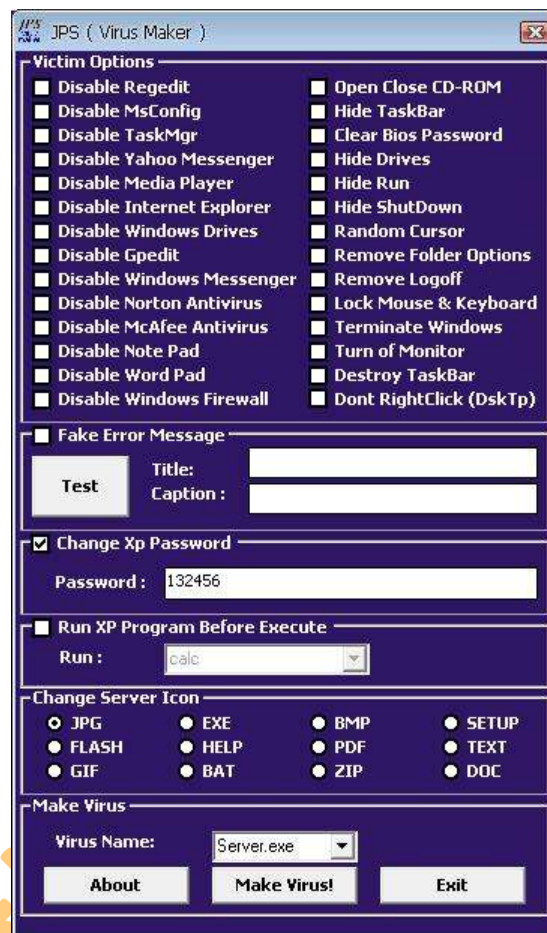 JPS ( Virus Maker )
Victim Options
Disable Regedit
Disable MsConfig
Disable TaskMgr
Disable Yahoo Messenger
Disable Media Player
Disable Internet Explorer
Disable Windows Drives
Disable Gpedit
Disable Windows Messenger
Disable Norton Antivirus
Disable McAfee Antivirus
Disable Note Pad
Disable Word Pad
Disable Windows Firewall
Open Close CD-ROM
Hide TaskBar
Clear Bios Password
Hide Drives
Hide Run
Hide ShutDown
Random Cursor
Remove Folder Options
Remove Logoff
Lock Mouse & Keyboard
Terminate Windows
Turn of Monitor
Destroy TaskBar
Dont RightClick (DskTp)
Fake Error Message
Test
Title:
Caption :
Change Xp Password
Password : 132456
Run XP Program Before Execute
Run : calc
Change Server Icon
JPG EXE BMP SETUP
FLASH HELP PDF TEXT
GIF BAT ZIP DOC
Make Virus
Virus Name: Server.exe
About Make Virus! Exit